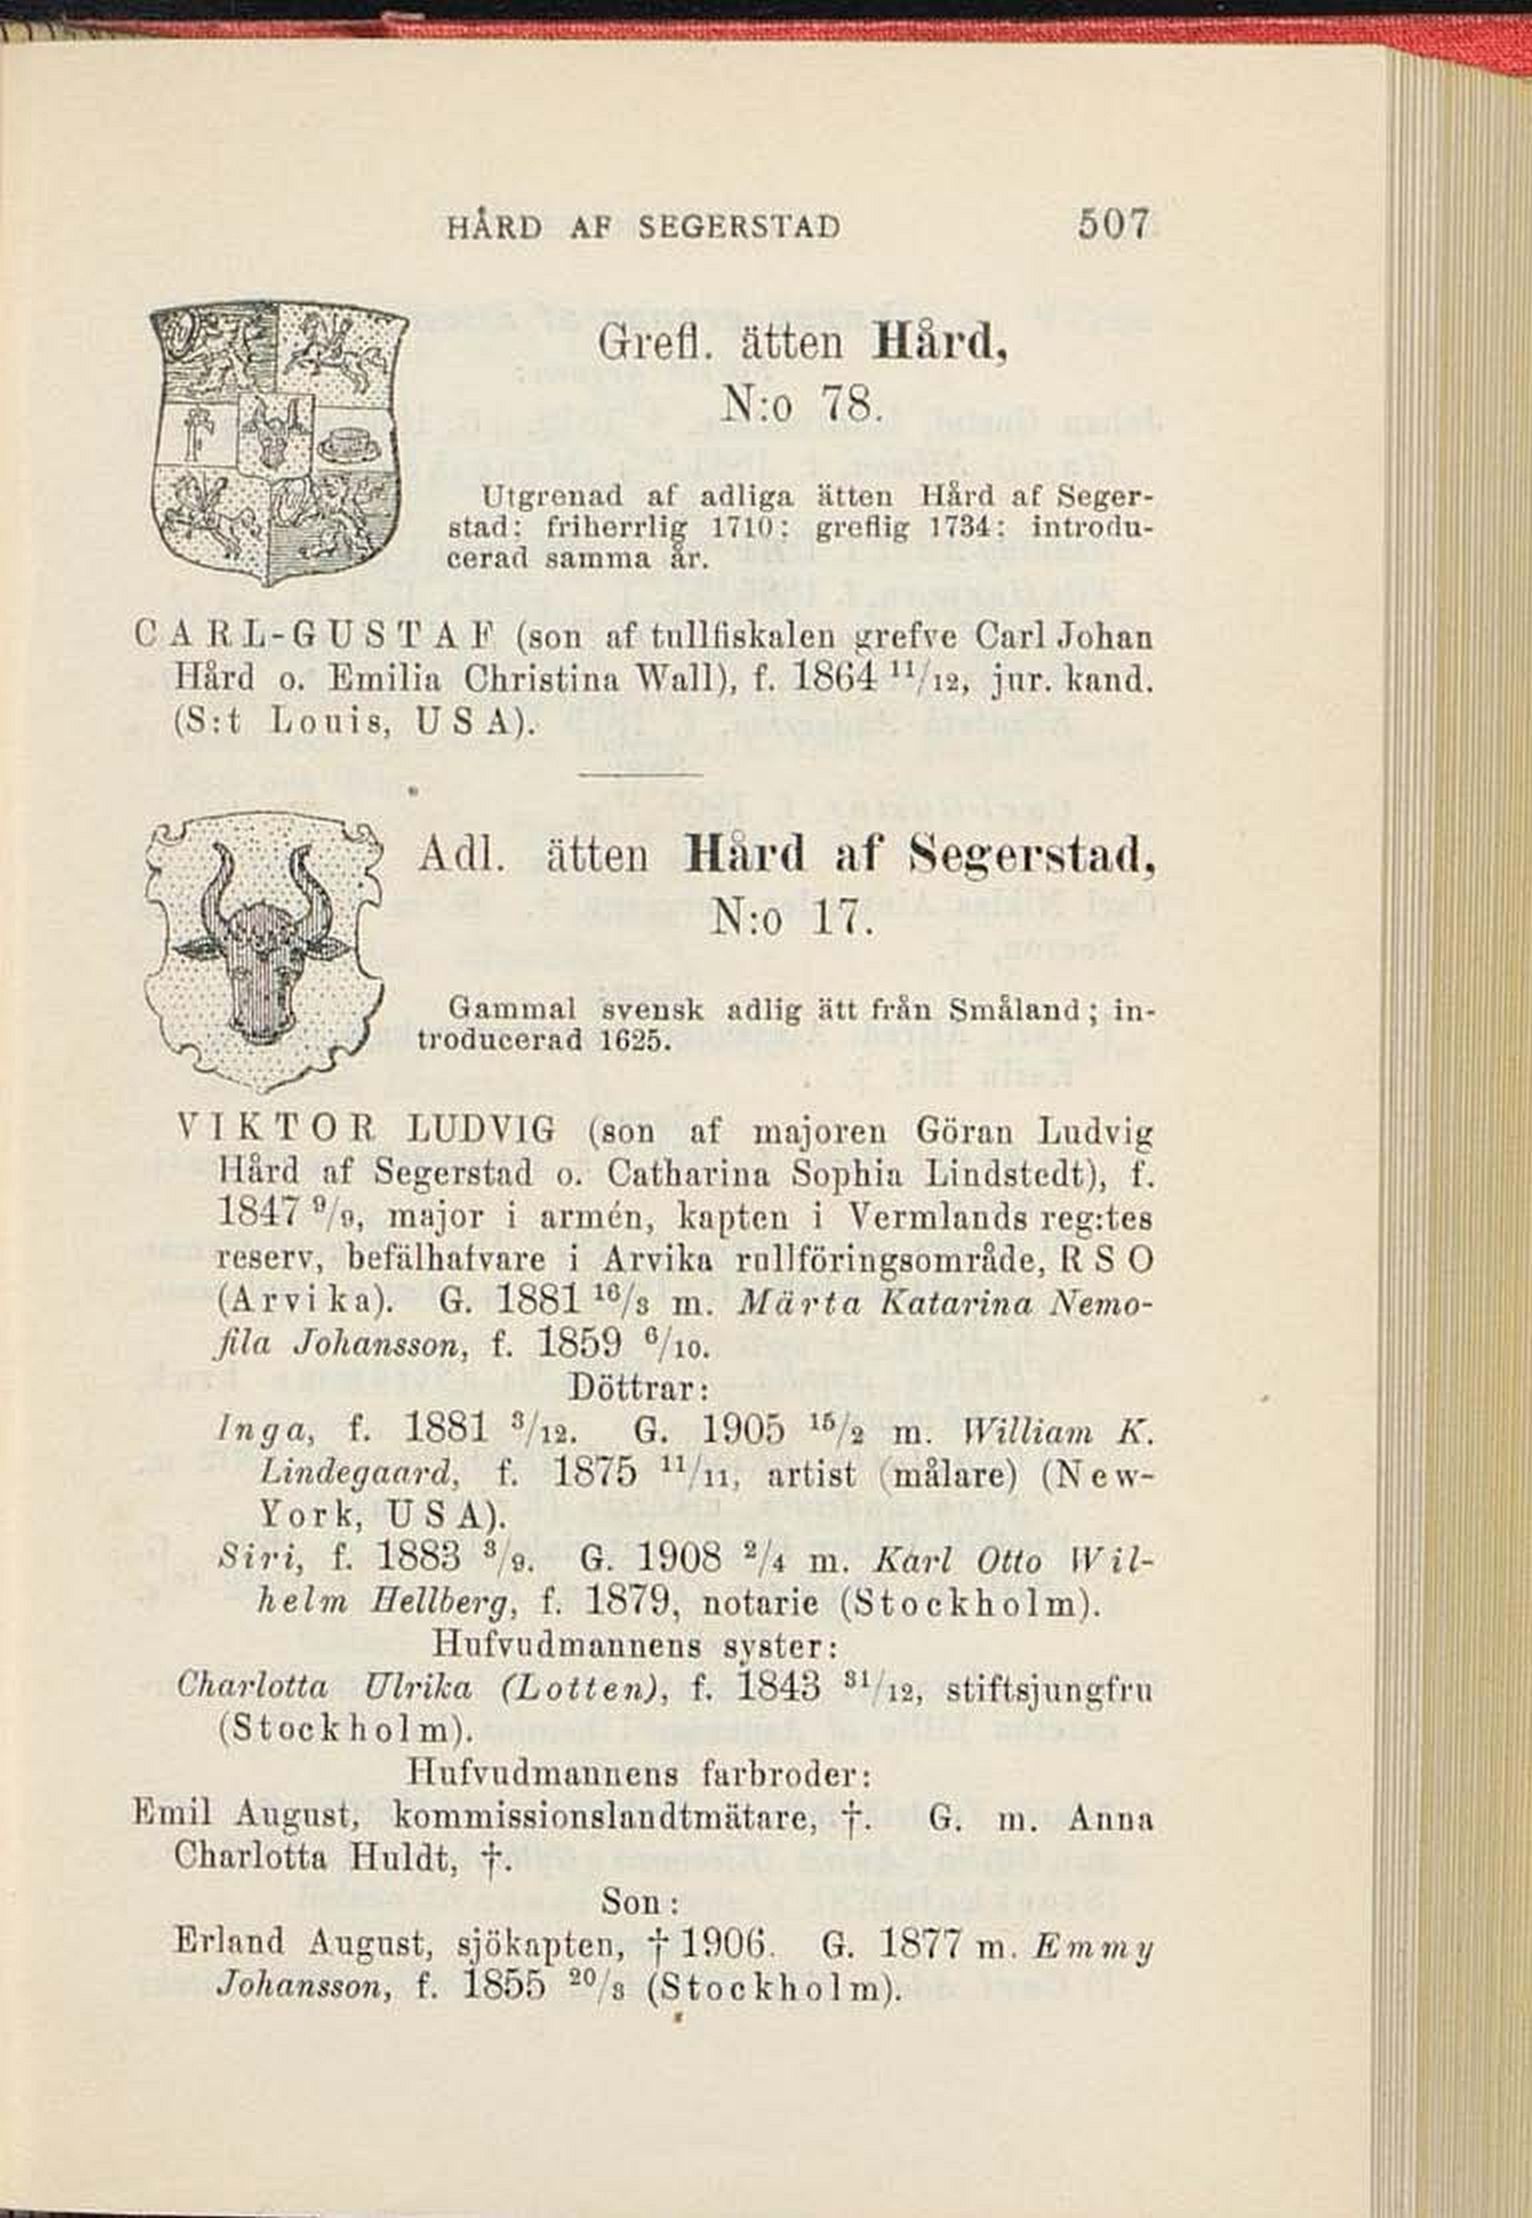 HÅRD AF SEGERSTAD 507
Grefl. ätten Hård,
N:o 78.
Utgrenad af adliga ätten Hård af Seger-
stad; friherrlig 1710; greflig 1734; introdu-
cerad samma år.
CARL-GUSTAF (son af tullfiskalen grefve Carl Johan
Hård o. Emilia Christina Wall), f. 1864 11/12, jur. kand.
(S:t Louis, USA).
Adl. ätten Hård af Segerstad,
N:o 17.
Gammal svensk adlig ätt från Småland; in-
troducerad 1625.
VIKTOR LUDVIG (son af majoren Göran Ludvig
Hård af Segerstad o. Catharina Sophia Lindstedt), f.
1847 9/9, major i armén, kapten i Vermlands reg:tes
reserv, befälhafvare i Arvika rullföringsområde, RSO
(Arvika). G. 1881 16/3 m. Märta Katarina Nemo-
fila Johansson, f. 1859 6/10.
Döttrar:
Inga, f. 1881 3/12. G. 1905 15/2 m. William K.
Lindegaard, f. 1875 11/11, artist (målare) (New-
York, USA).
Siri, f. 1883 3/9. G. 1908 2/4 m. Karl Otto Wil-
helm Hellberg, f. 1879, notarie (Stockholm).
Hufvudmannens syster:
Charlotta Ulrika (Lotten), f. 1843 31/12, stiftsjungfru
(Stockholm).
Hufvudmannens farbroder:
Emil August, kommissionslandtmätare, †. G. m. Anna
Charlotta Huldt, †.
Son:
Erland August, sjökapten, † 1906. G. 1877 m. Emmy
Johansson, f. 1855 20/3 (Stockholm).